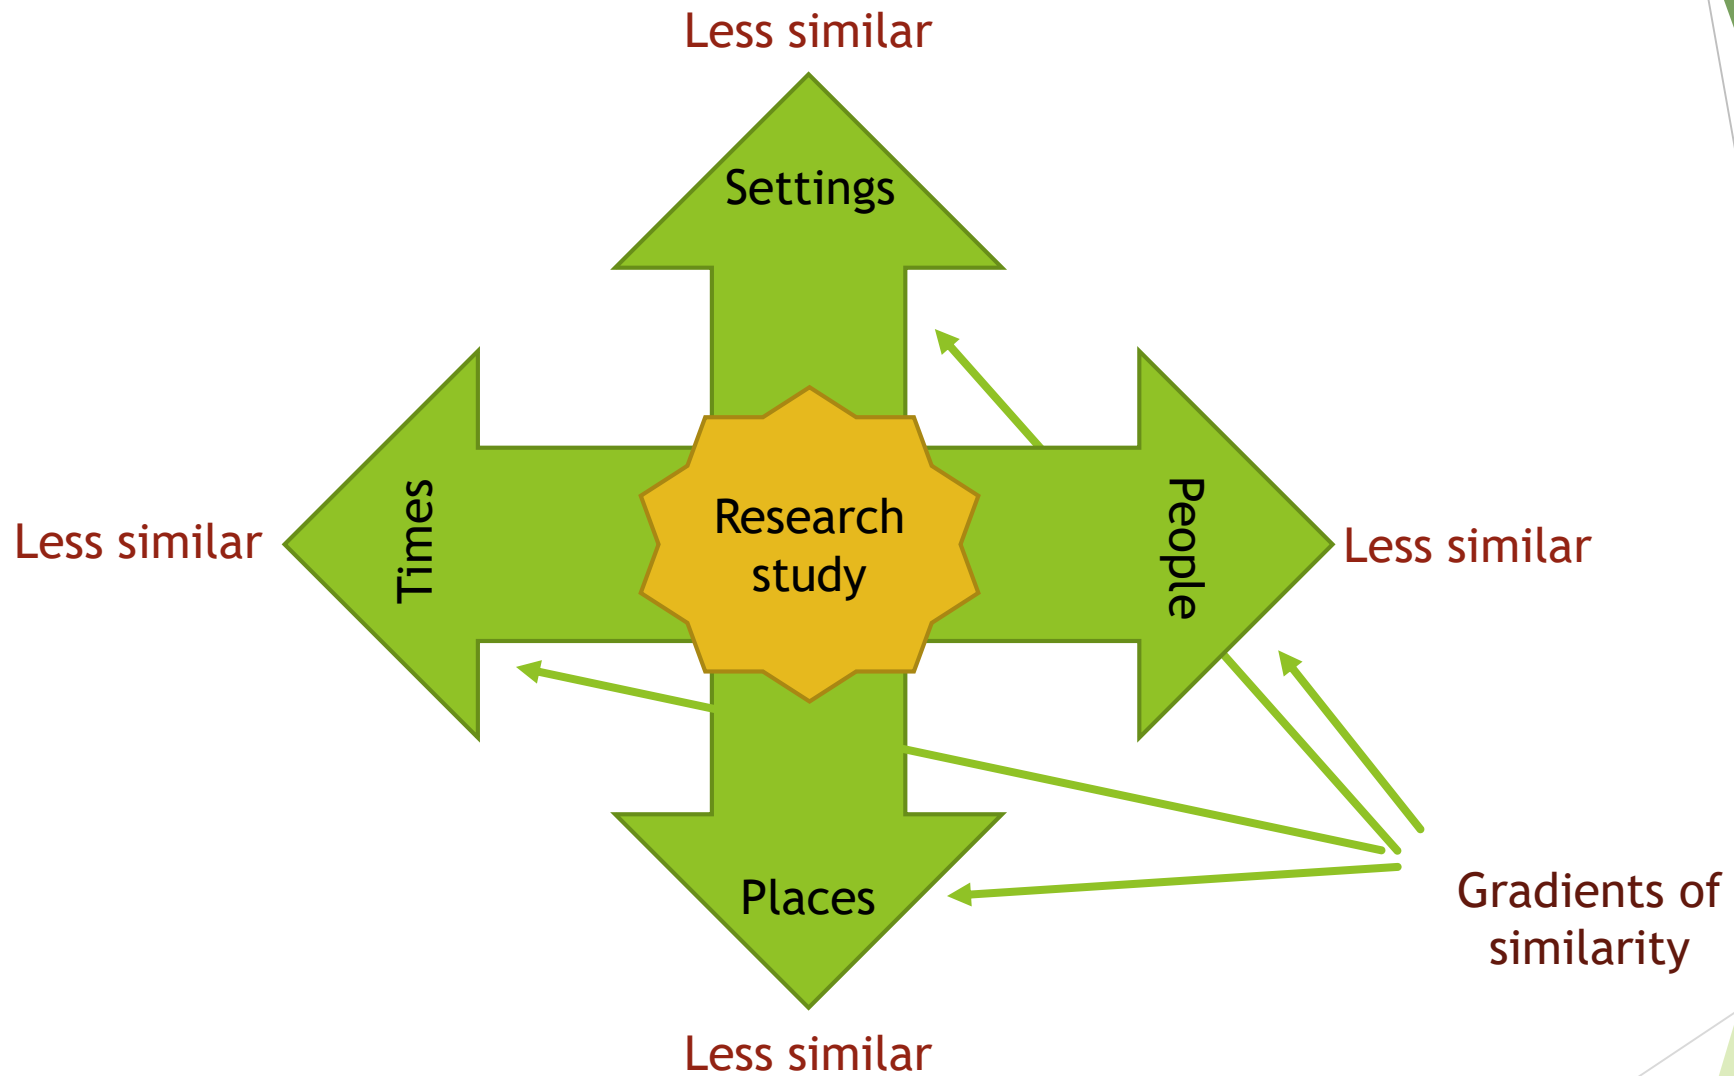 Less similar
Settings
Times
Research
study
People
Less similar
Less similar
Places
Gradients of
similarity
Less similar